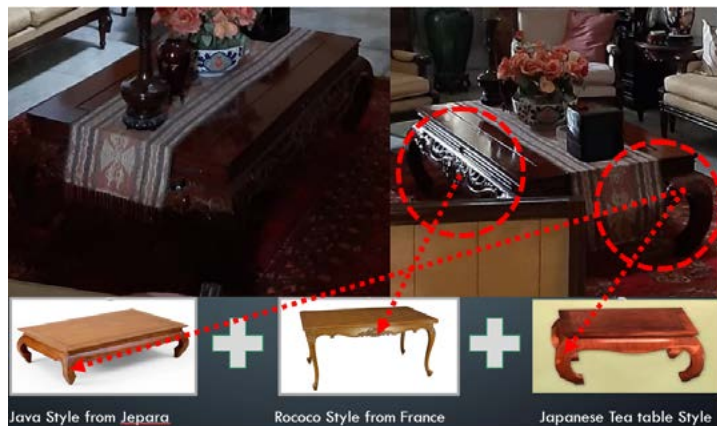 Java Style from Jepara
Rococo Style from France
Japanese Tea table Style